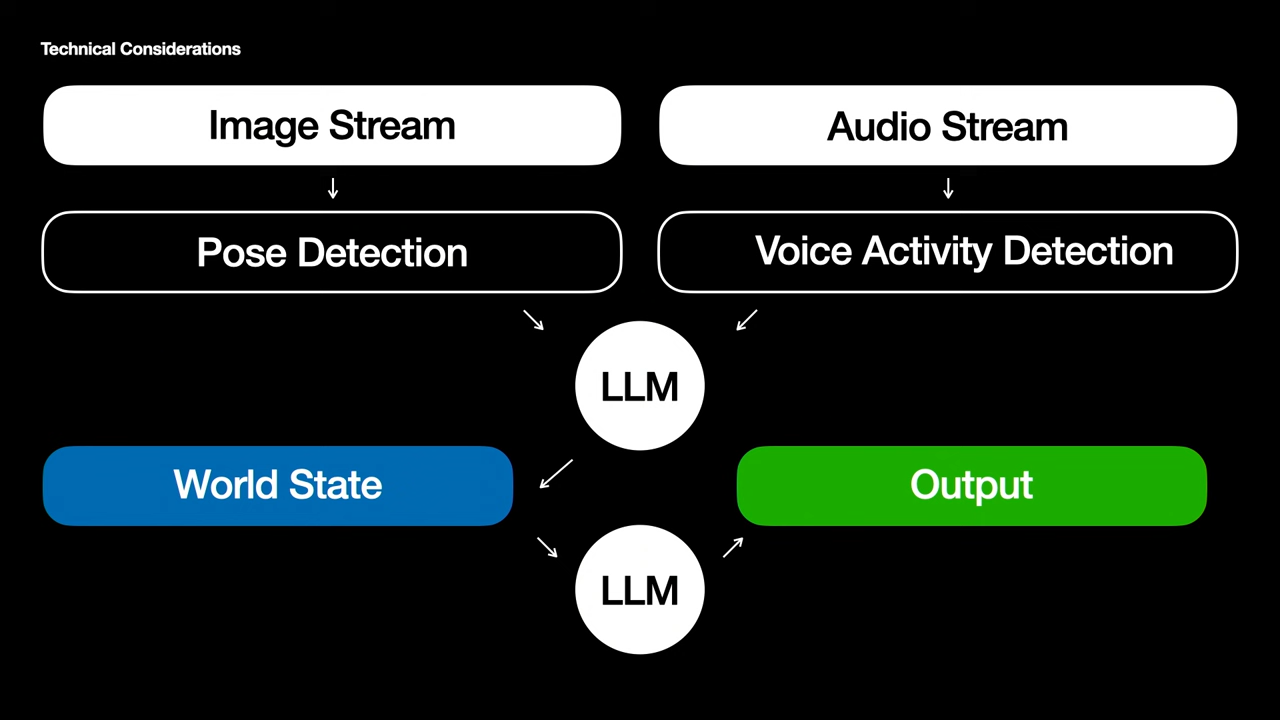 Technical Considerations
Image Stream
Audio Stream
Pose Detection
Voice Activity Detection
LLM
World State
Output
LLM